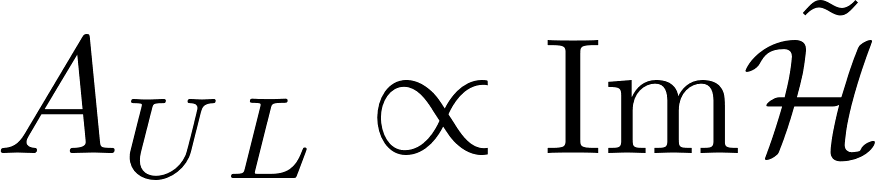 A_{UL} ∝ Im\tilde{\mathcal{H}}